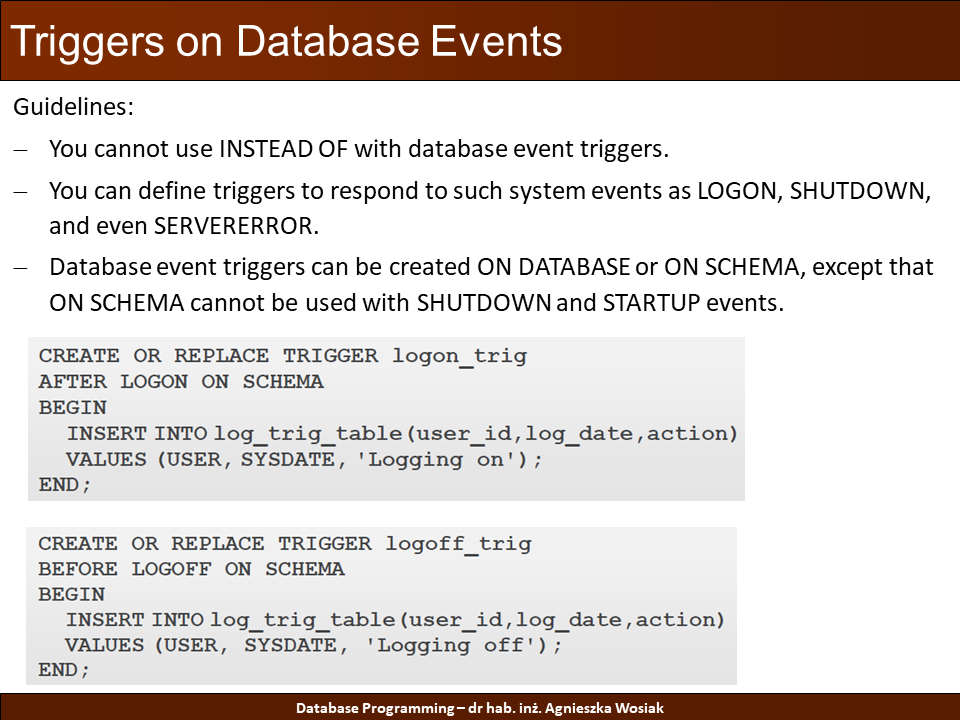 Triggers on Database Events
Guidelines:
– You cannot use INSTEAD OF with database event triggers.
– You can define triggers to respond to such system events as LOGON, SHUTDOWN,
and even SERVERERROR.
– Database event triggers can be created ON DATABASE or ON SCHEMA, except that
ON SCHEMA cannot be used with SHUTDOWN and STARTUP events.
CREATE OR REPLACE TRIGGER logon_trig
AFTER LOGON ON SCHEMA
BEGIN
INSERT INTO log_trig_table(user_id,log_date,action)
VALUES (USER, SYSDATE, 'Logging on');
END;
CREATE OR REPLACE TRIGGER logoff_trig
BEFORE LOGOFF ON SCHEMA
BEGIN
INSERT INTO log_trig_table(user_id,log_date,action)
VALUES (USER, SYSDATE, 'Logging off');
END;
Database Programming – dr hab. inż. Agnieszka Wosiak